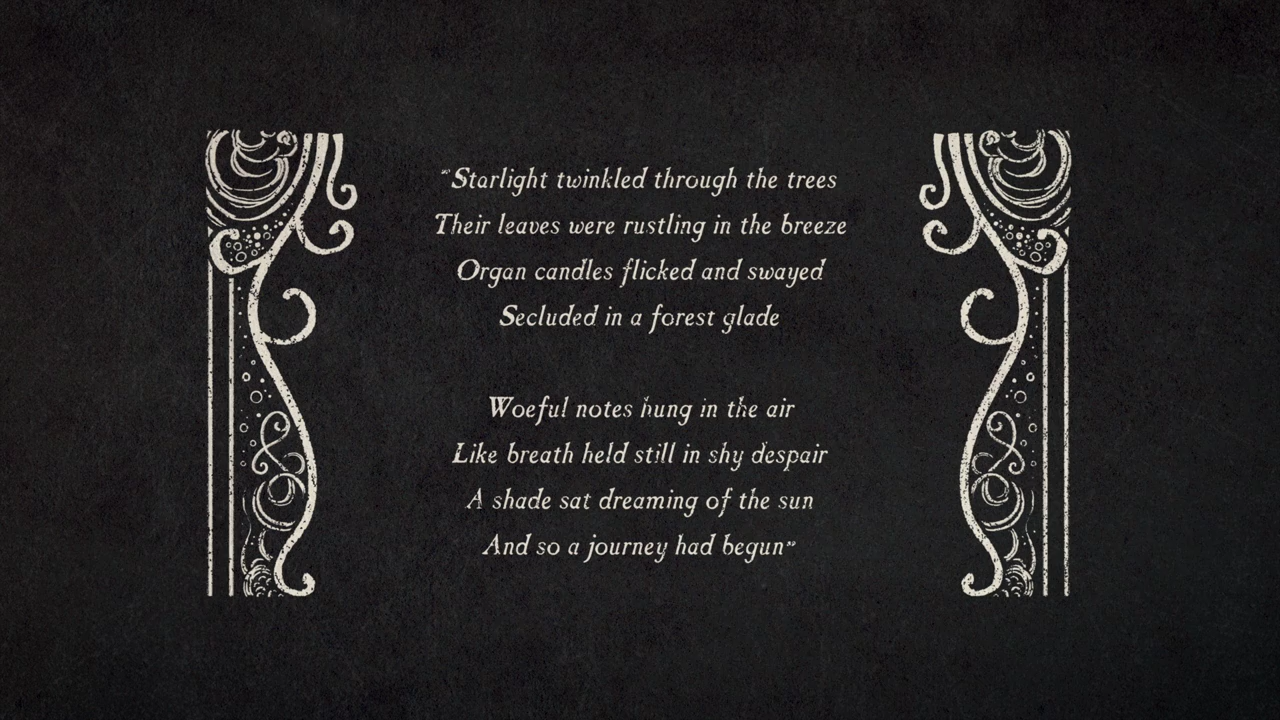 "Starlight twinkled through the trees
Their leaves were rustling in the breeze
Organ candles flicked and swayed
Secluded in a forest glade
Woeful notes hung in the air
Like breath held still in shy despair
A shade sat dreaming of the sun
And so a journey had begun"